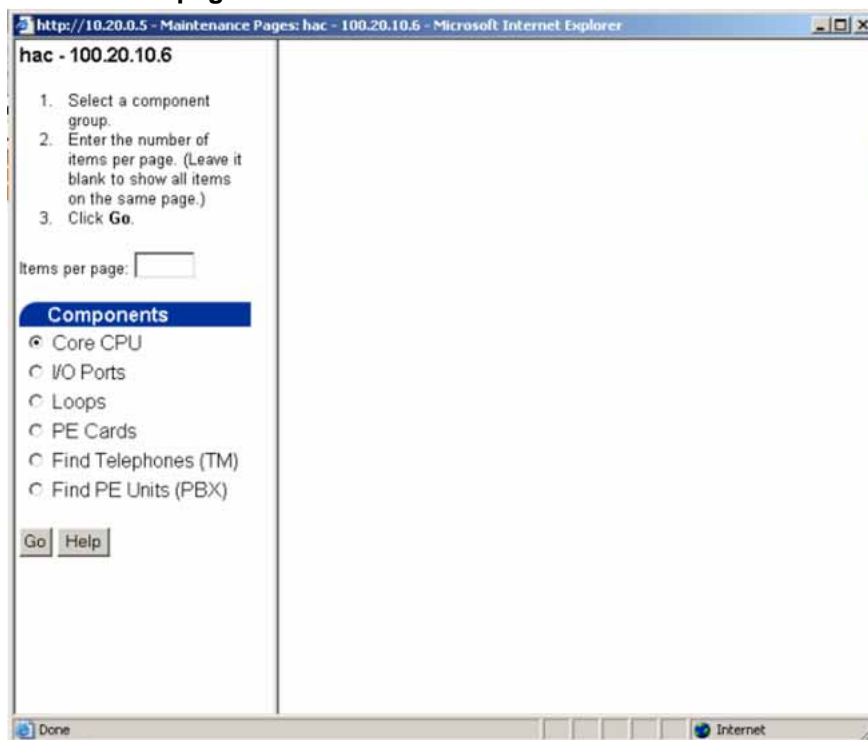 http://10.20.0.5 - Maintenance Pages: hac - 100.20.10.6 - Microsoft Internet Explorer
hac - 100.20.10.6
1. Select a component
group.
2. Enter the number of
items per page. (Leave it
blank to show all items
on the same page.)
3. Click Go.
Items per page:
Components
Core CPU
I/O Ports
Loops
PE Cards
Find Telephones (TM)
Find PE Units (PBX)
Go Help
Done Internet